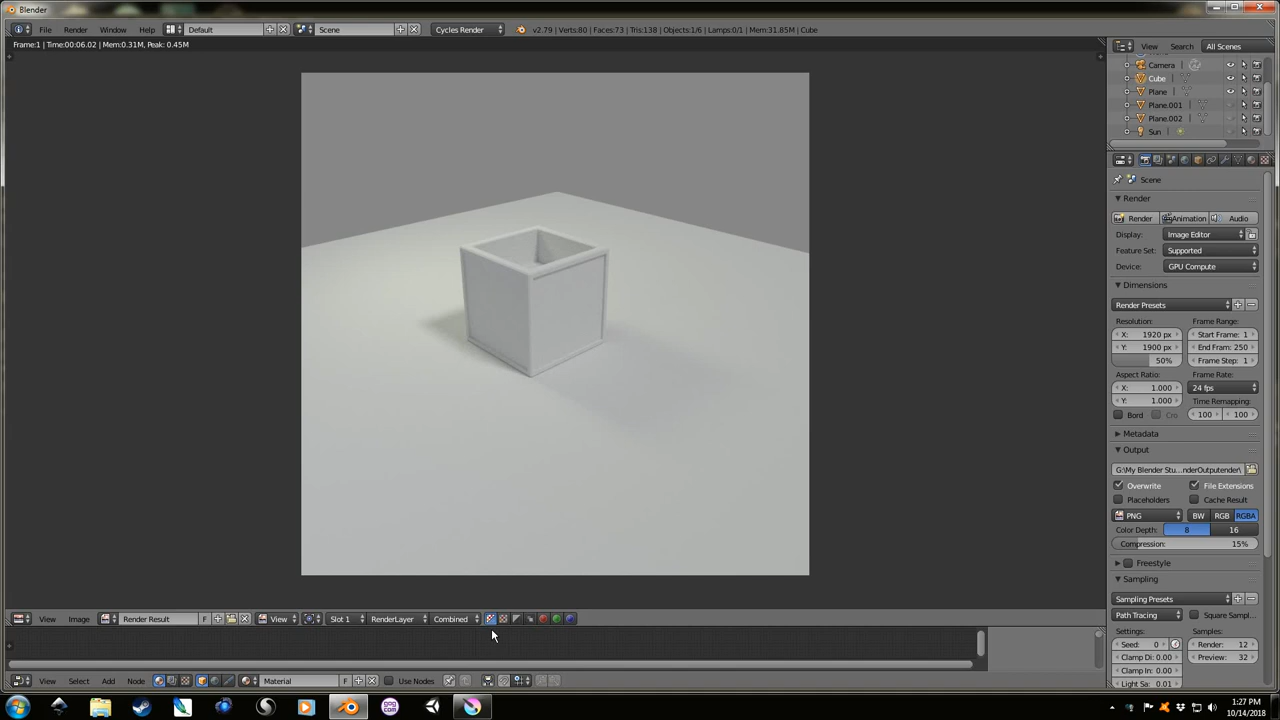 Blender
File Render Window Help Default Scene Cycles Render v2.79 | Verts:80 | Faces:73 | Tris:138 | Objects:1/6 | Lamps:0/1 | Mem:31.85M | Cube
Frame:1 | Time:00:06.02 | Mem:0.31M, Peak: 0.45M
View Search All Scenes
Camera
Cube
Plane
Plane.001
Plane.002
Sun
Scene
Render
Render Animation Audio
Display: Image Editor
Feature Set: Supported
Device: GPU Compute
Dimensions
Render Presets
Resolution: Frame Range:
X: 1920 px Start Frame: 1
Y: 1900 px End Fram: 250
50% Frame Step: 1
Aspect Ratio: Frame Rate:
X: 1.000 24 fps
Y: 1.000 Time Remapping:
Bord Cro 100 100
Metadata
Output
G:\My Blender Stu...nderOutputender\
Overwrite File Extensions
Placeholders Cache Result
PNG BW RGB RGBA
Color Depth: 8 16
Compression: 15%
Freestyle
Sampling
Sampling Presets
Path Tracing Square Sampl...
Settings: Samples:
Seed: 0 Render: 12
Clamp Di: 0.00 Preview: 32
Clamp In: 0.00
Light Sa: 0.01
View Image Render Result F View Slot 1 RenderLayer Combined
View Select Add Node Material F Use Nodes
1:27 PM
10/14/2018